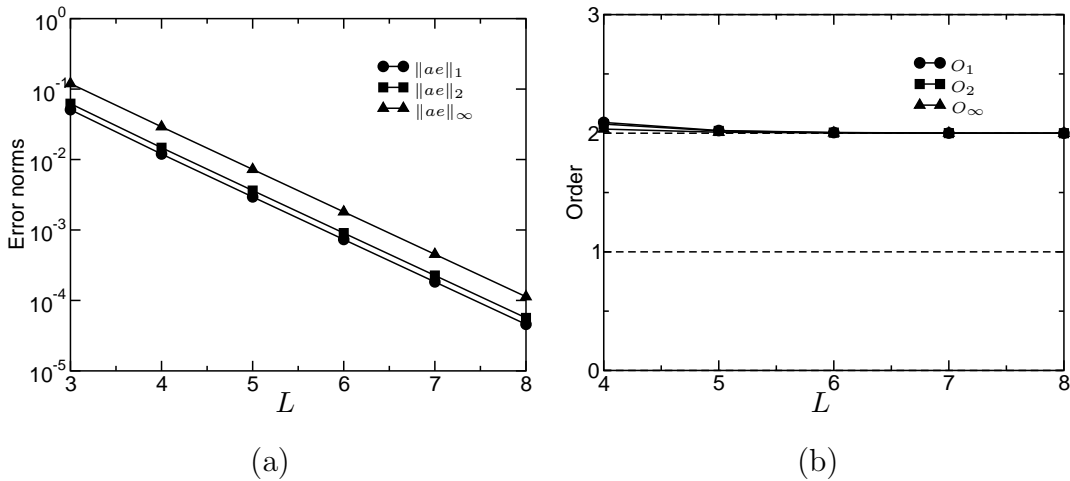 10^0
10^-1
10^-2
10^-3
10^-4
10^-5
Error norms
3 4 5 6 7 8
L
‖ae‖_1
‖ae‖_2
‖ae‖_∞
(a)
3
2
1
0
Order
4 5 6 7 8
L
O_1
O_2
O_∞
(b)